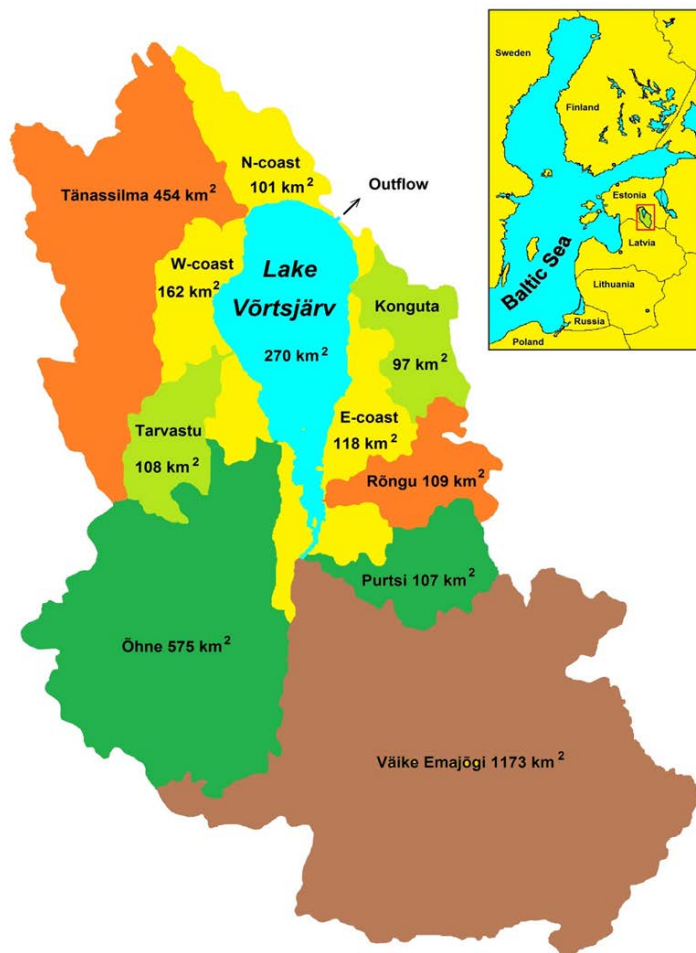 N-coast
101 km²
Tänassilma 454 km²
Outflow
W-coast
162 km²
Lake
Võrtsjärv
270 km²
Konguta
97 km²
Tarvastu
108 km²
E-coast
118 km²
Rõngu 109 km²
Purtsi 107 km²
Õhne 575 km²
Väike Emajõgi 1173 km²
Sweden
Finland
Estonia
Latvia
Baltic Sea
Lithuania
Russia
Poland